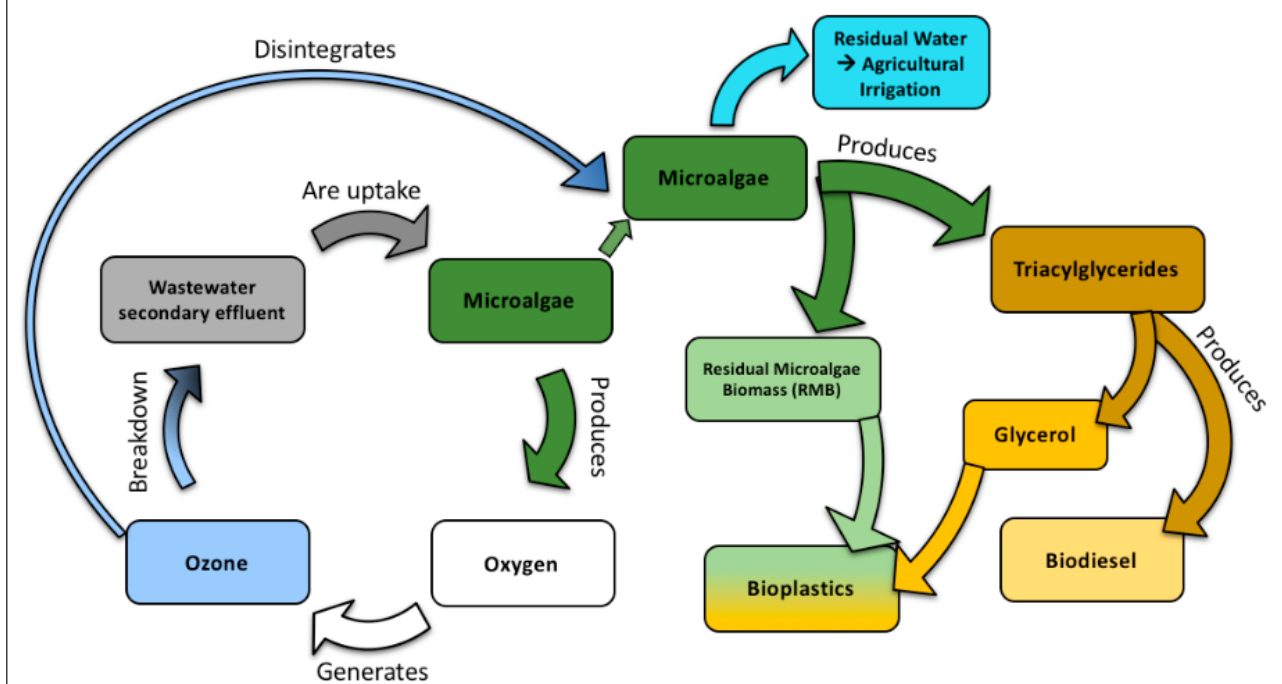 Disintegrates
Residual Water
→ Agricultural
Irrigation
Microalgae
Produces
Are uptake
Wastewater
secondary effluent
Microalgae
Triacylglycerides
Produces
Residual Microalgae
Biomass (RMB)
Breakdown
Produces
Glycerol
Ozone
Oxygen
Bioplastics
Biodiesel
Generates